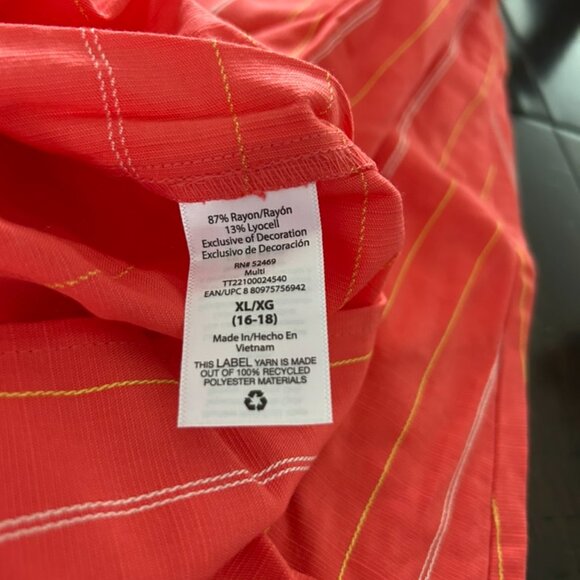 87% Rayon/Rayón
13% Lyocell
Exclusive of Decoration
Exclusivo de Decoración
RN# 52469
Multi
TT22100024540
EAN/UPC 8 80975756942
XL/XG
(16-18)
Made In/Hecho En
Vietnam
THIS LABEL YARN IS MADE
OUT OF 100% RECYCLED
POLYESTER MATERIALS